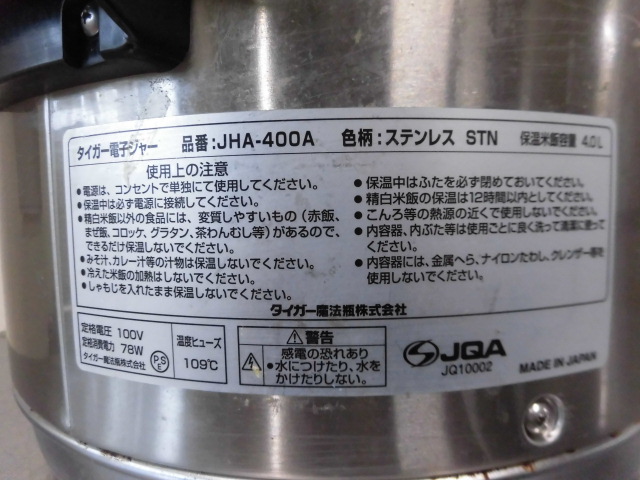 タイガー電子ジャー 品番:JHA-400A 色柄:ステンレス STN 保温米飯容量 4.0L
使用上の注意
●電源は、コンセントで単独にて使用してください。
●保温中は必ず電源に接続してください。
●精白米飯以外の食品には、変質しやすいもの(赤飯、
まぜ飯、コロッケ、グラタン、茶わんむし等)があるので、
できるだけ保温しないでください。
●みそ汁、カレー汁等の汁物は保温しないでください。
●冷えた米飯の加熱はしないでください。
●しゃもじを入れたまま保温しないでください。
●保温中はふたを必ず閉めておいてください。
●精白米飯の保温は12時間以内としてください。
●こんろ等の熱源の近くで使用しないでください。
●内容器、内ぶた等は使用ごとに良く洗って清潔に使って
ください。
●内容器には、金属へら、ナイロンたわし、クレンザー等を
使用しないでください。
タイガー魔法瓶株式会社
定格電圧 100V
定格消費電力 78W
タイガー魔法瓶株式会社
PSE
温度ヒューズ
109℃
⚠警告
感電の恐れあり
●水につけたり、水を
かけたりしない。
JQA
JQ10002
MADE IN JAPAN